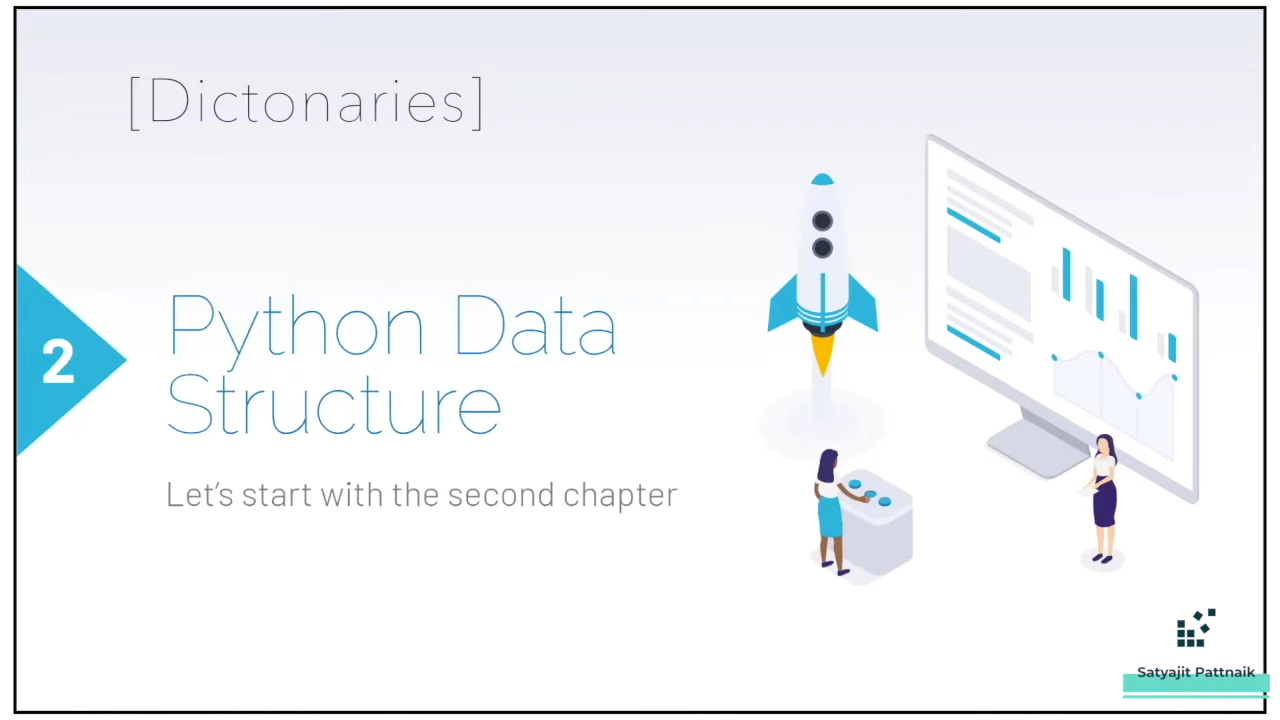 [Dictonaries]
2
Python Data
Structure
Let's start with the second chapter
Satyajit Pattnaik